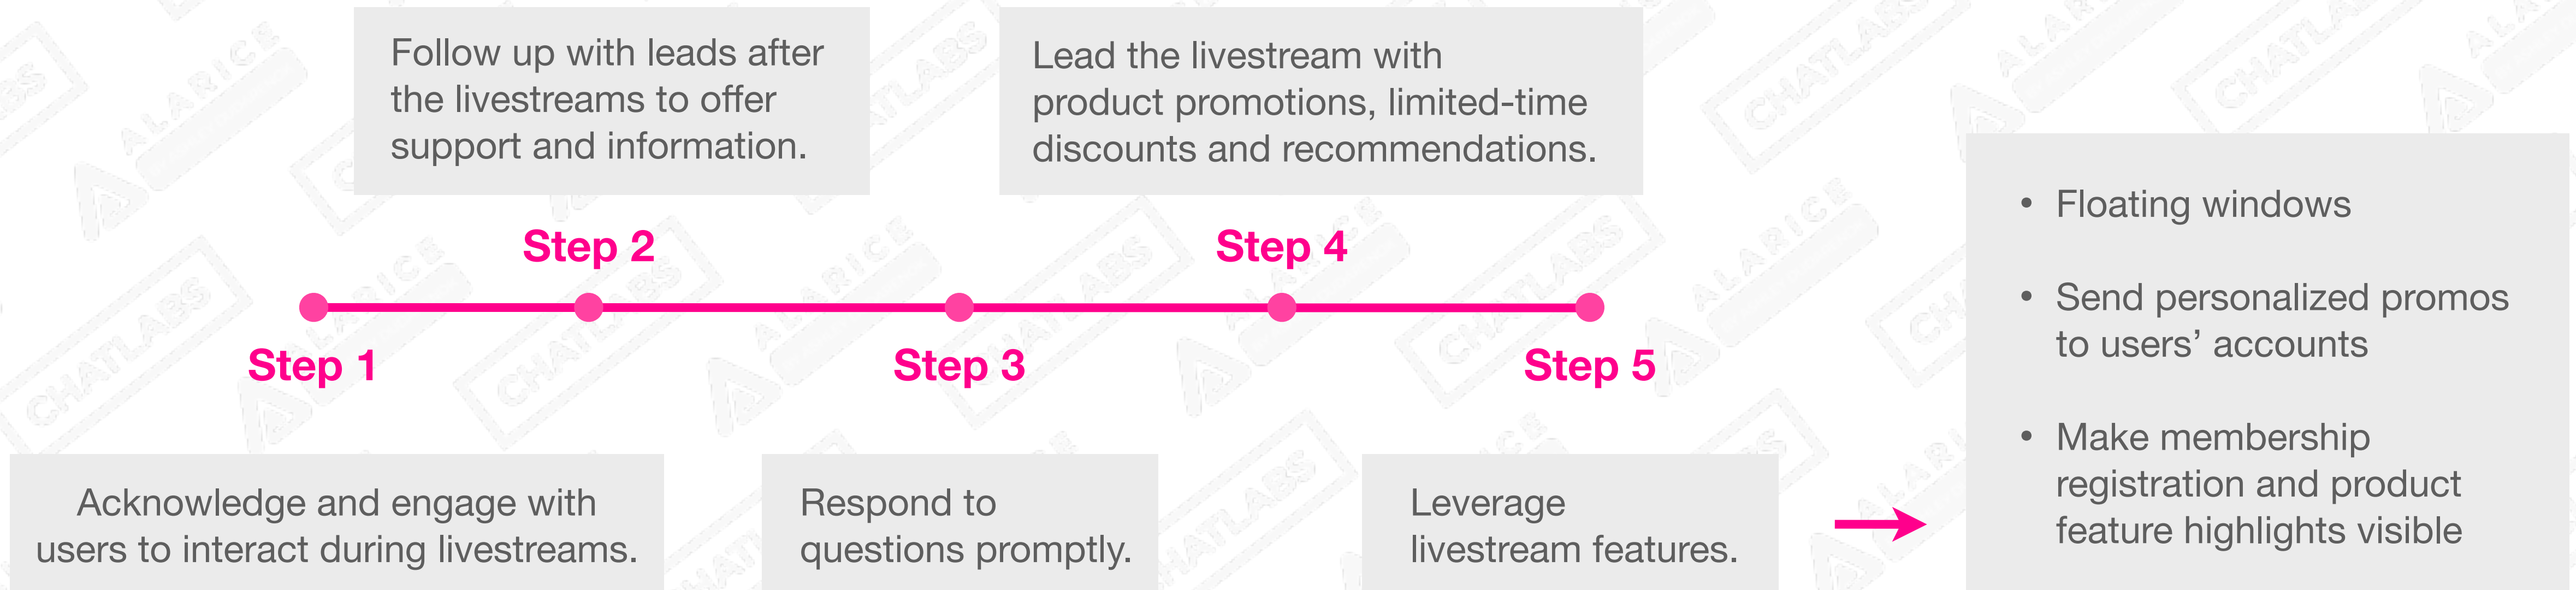 Follow up with leads after
the livestreams to offer
support and information.
Lead the livestream with
product promotions, limited-time
discounts and recommendations.
Step 2
Step 4
Step 1
Step 3
Step 5
Acknowledge and engage with
users to interact during livestreams.
Respond to
questions promptly.
Leverage
livestream features.
• Floating windows
• Send personalized promos
to users’ accounts
• Make membership
registration and product
feature highlights visible
ALARICE
CHATLABS